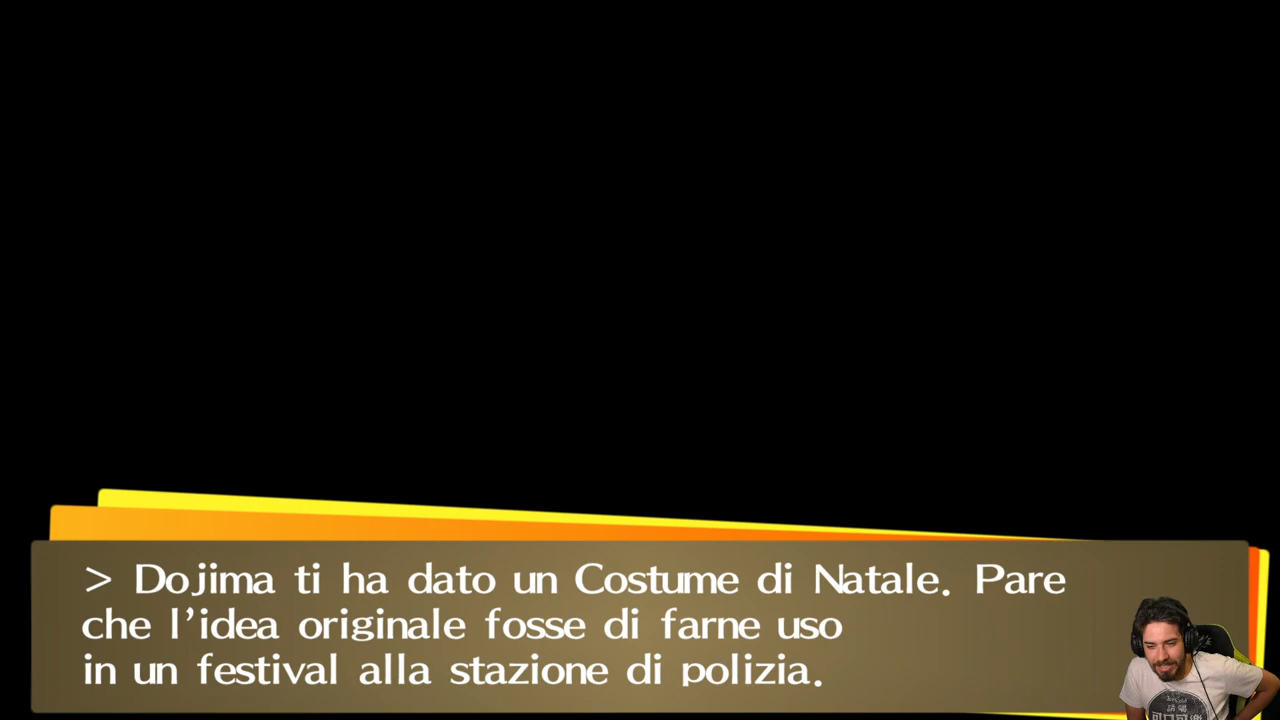 > Dojima ti ha dato un Costume di Natale. Pare
che l'idea originale fosse di farne uso
in un festival alla stazione di polizia.